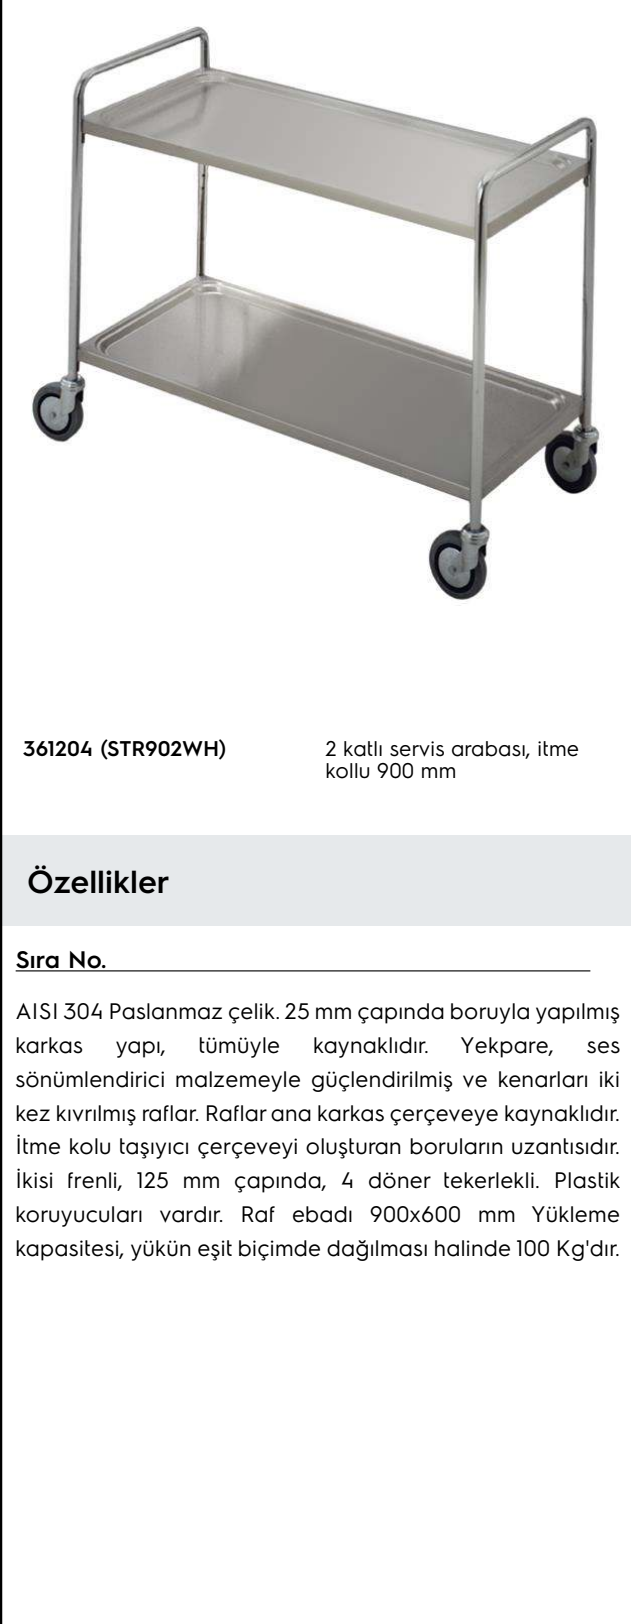 361204 (STR902WH)
2 katlı servis arabası, itme
kollu 900 mm
Özellikler
Sıra No.
AISI 304 Paslanmaz çelik. 25 mm çapında boruyla yapılmış
karkas yapı, tümüyle kaynaklıdır. Yekpare, ses
sönümlendirici malzemeyle güçlendirilmiş ve kenarları iki
kez kıvrılmış raflar. Raflar ana karkas çerçeveye kaynaklıdır.
İtme kolu taşıyıcı çerçeveyi oluşturan boruların uzantısıdır.
İkisi frenli, 125 mm çapında, 4 döner tekerlekli. Plastik
koruyucuları vardır. Raf ebadı 900x600 mm Yükleme
kapasitesi, yükün eşit biçimde dağılması halinde 100 Kg'dır.